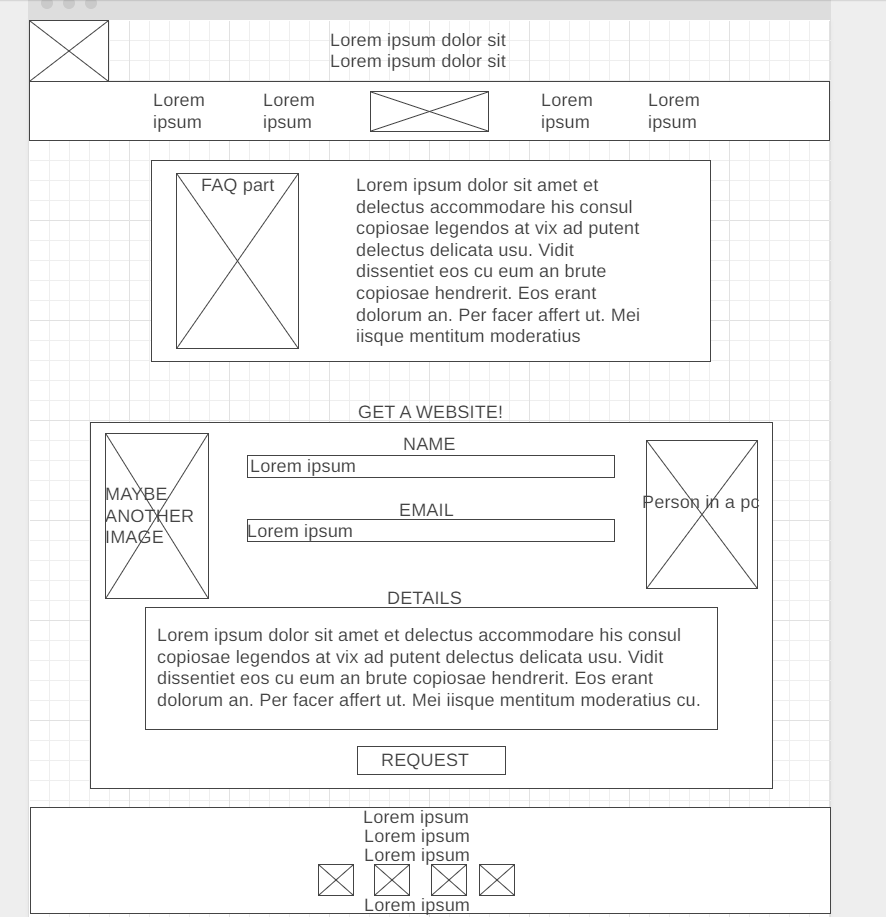 Lorem ipsum dolor sit
Lorem ipsum dolor sit
Lorem
ipsum
Lorem
ipsum
Lorem
ipsum
Lorem
ipsum
FAQ part
Lorem ipsum dolor sit amet et
delectus accommodare his consul
copiosae legendos at vix ad putent
delectus delicata usu. Vidit
dissentiet eos cu eum an brute
copiosae hendrerit. Eos erant
dolorum an. Per facer affert ut. Mei
iisque mentitum moderatius
GET A WEBSITE!
MAYBE
ANOTHER
IMAGE
NAME
Lorem ipsum
EMAIL
Lorem ipsum
Person in a pc
DETAILS
Lorem ipsum dolor sit amet et delectus accommodare his consul
copiosae legendos at vix ad putent delectus delicata usu. Vidit
dissentiet eos cu eum an brute copiosae hendrerit. Eos erant
dolorum an. Per facer affert ut. Mei iisque mentitum moderatius cu.
REQUEST
Lorem ipsum
Lorem ipsum
Lorem ipsum
Lorem ipsum